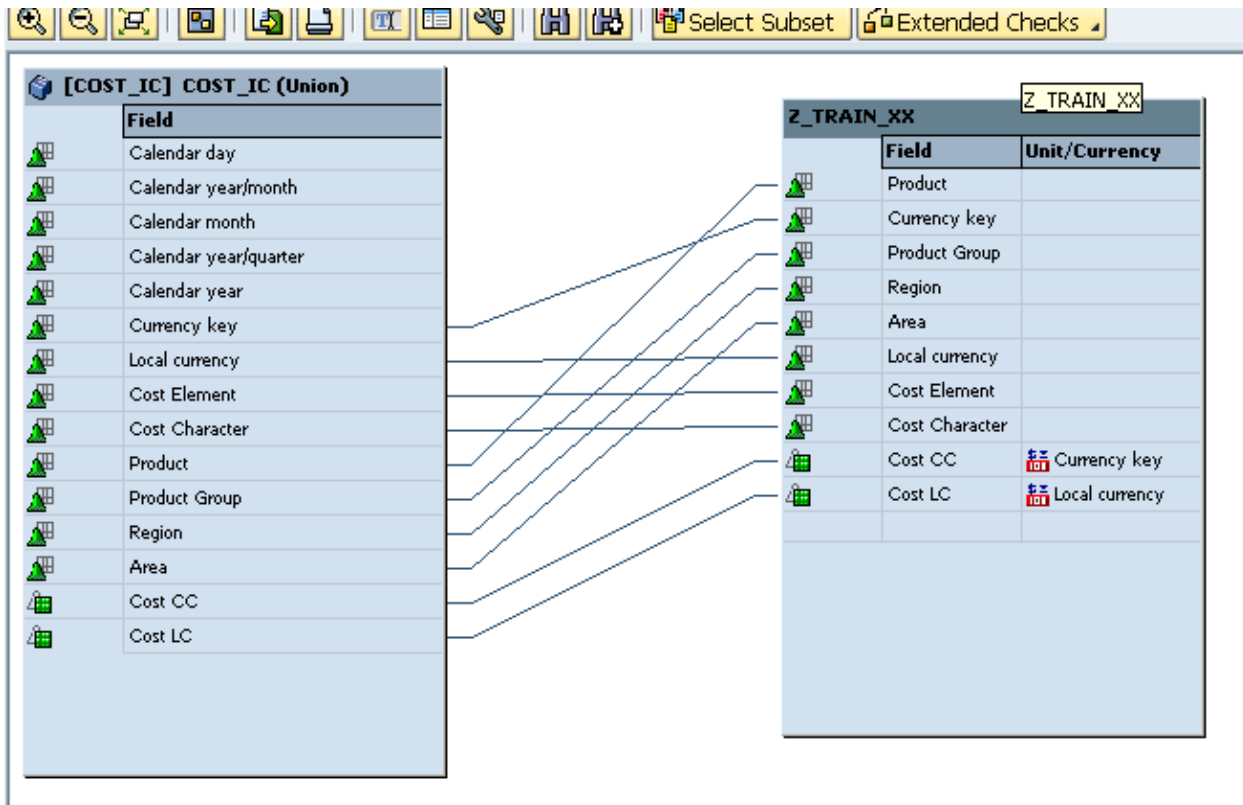 Select Subset
Extended Checks
[COST_IC] COST_IC (Union)
Field
Calendar day
Calendar year/month
Calendar month
Calendar year/quarter
Calendar year
Currency key
Local currency
Cost Element
Cost Character
Product
Product Group
Region
Area
Cost CC
Cost LC
Z_TRAIN_XX
Z_TRAIN_XX
Field Unit/Currency
Product
Currency key
Product Group
Region
Area
Local currency
Cost Element
Cost Character
Cost CC Currency key
Cost LC Local currency